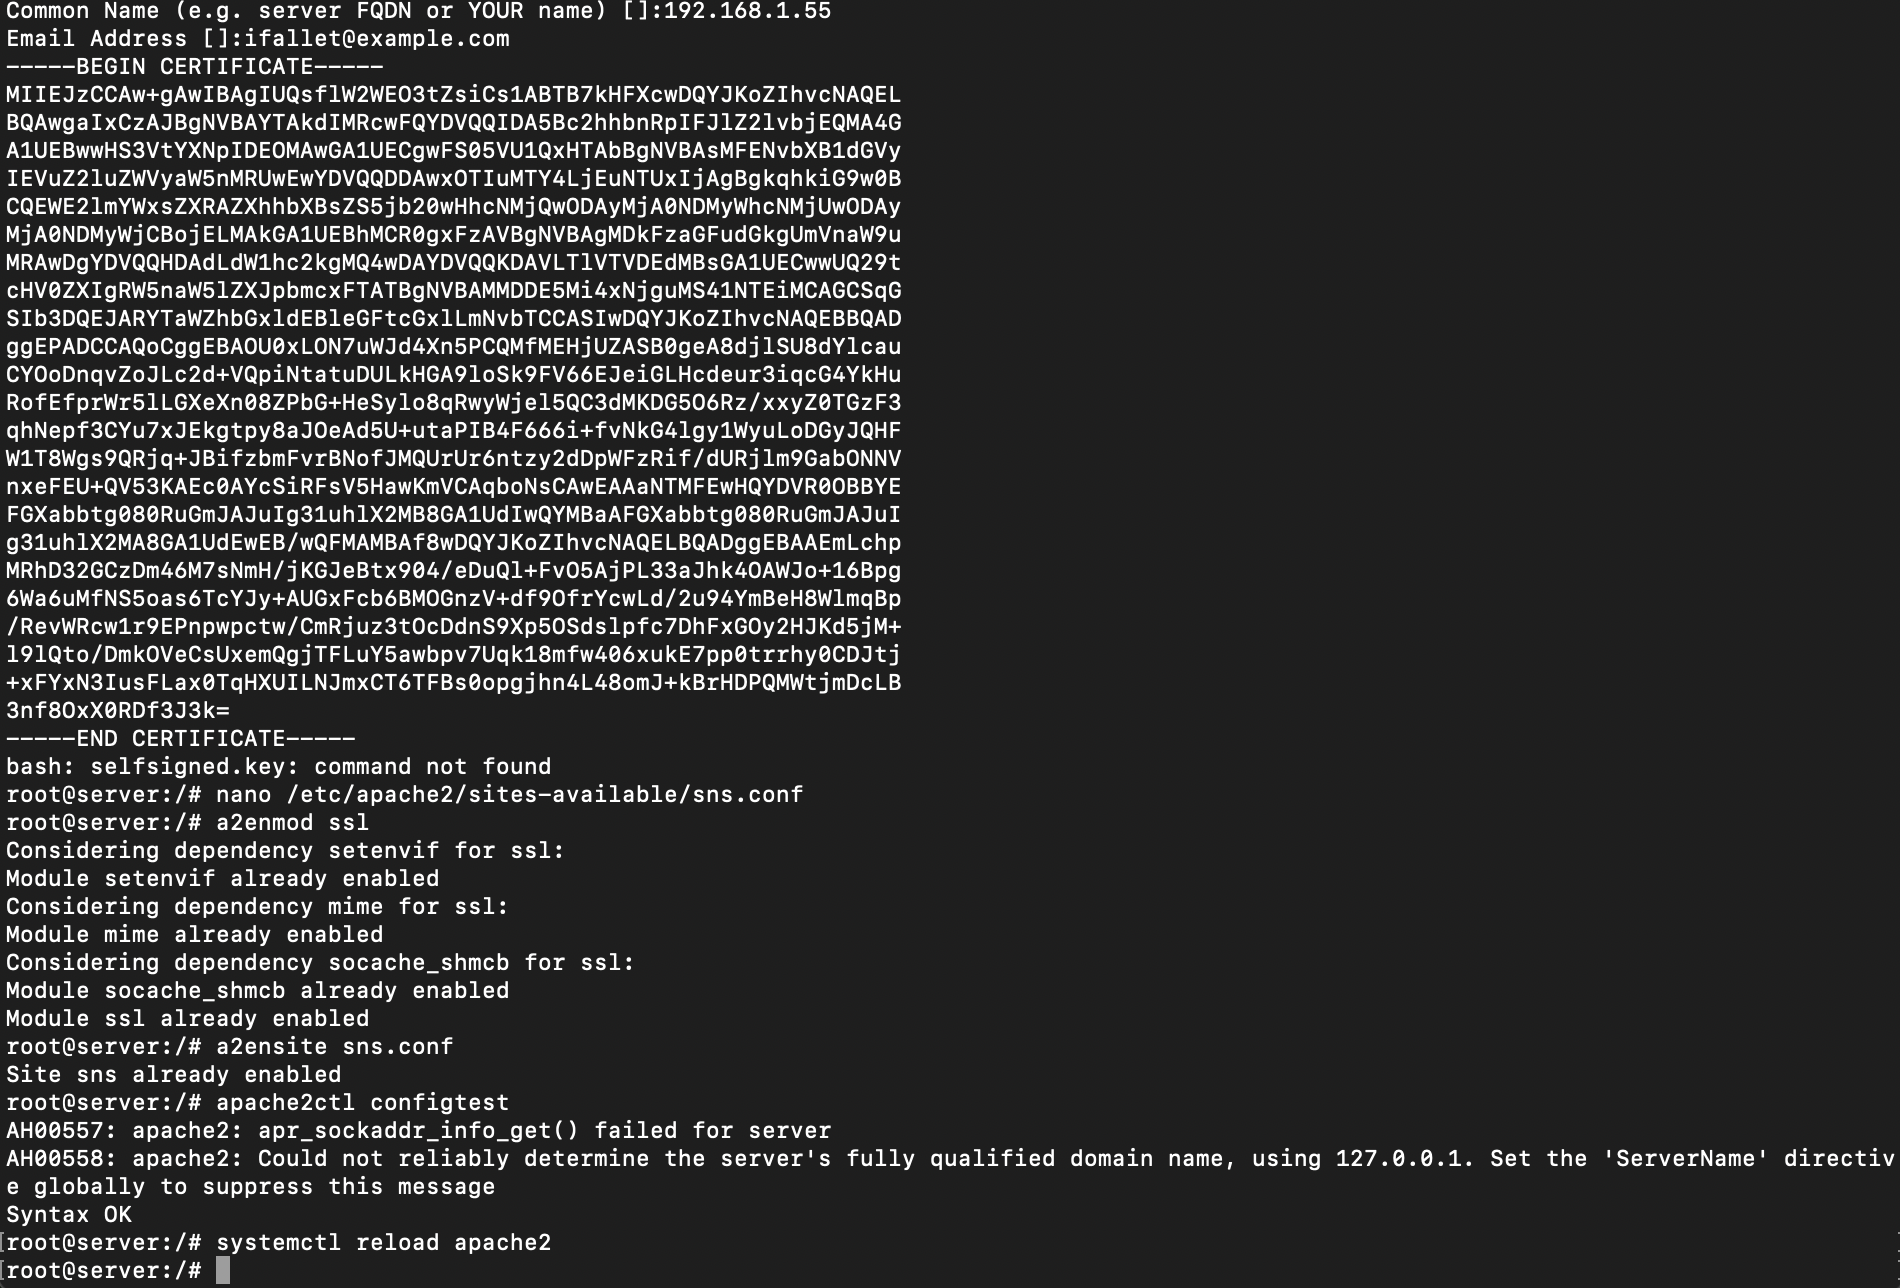 Common Name (e.g. server FQDN or YOUR name) []:192.168.1.55
Email Address []:ifallet@example.com
-----BEGIN CERTIFICATE-----
MIIEJzCCAw+gAwIBAgIUQsflW2WEO3tZsiCs1ABTB7kHFXcwDQYJKoZIhvcNAQEL
BQAwgaIxCzAJBgNVBAYTAkdIMRcwFQYDVQQIDA5Bc2hhbnRpIFJlZ2lvbjEQMA4G
A1UEBwwHS3VtYXNpIDEOMAwGA1UECgwFS05VU1QxHTAbBgNVBAsMFENvbXB1dGVy
IEVuZ2luZWVyaW5nMRUwEwYDVQQDDAwxOTIuMTY4LjEuNTUxIjAgBgkqhkiG9w0B
CQEWE2lmYWxsZXRAZXhhbXBsZS5jb20wHhcNMjQwODAyMjA0NDMyWhcNMjUwODAy
MjA0NDMyWjCBojELMAkGA1UEBhMCR0gxFzAVBgNVBAgMDkFzaGFudGkgUmVnaW9u
MRAwDgYDVQQHDAdLdW1hc2kgMQ4wDAYDVQQKDAVLTlVTVDEdMBsGA1UECwwUQ29t
cHV0ZXIgRW5naW5lZXJpbmcxFTATBgNVBAMMDDE5Mi4xNjguMS41NTEiMCAGCSqG
SIb3DQEJARYTaWZhbGxldEBleGFtcGxlLmNvbTCCASIwDQYJKoZIhvcNAQEBBQAD
ggEPADCCAQoCggEBAOU0xLON7uWJd4Xn5PCQMfMEHjUZASB0geA8djlSU8dYlcau
CYOoDnqvZoJLc2d+VQpiNtatuDULkHGA9loSk9FV66EJeiGLHcdeur3iqcG4YkHu
RofEfprWr5lLGXeXn08ZPbG+HeSylo8qRwyWjel5QC3dMKDG5O6Rz/xxyZ0TGzF3
qhNepf3CYu7xJEkgtpy8aJOeAd5U+utaPIB4F666i+fvNkG4lgy1WyuLoDGyJQHF
W1T8Wgs9QRjq+JBifzbmFvrBNofJMQUrUr6ntzy2dDpWFzRif/dURjlm9GabONNV
nxeFEU+QV53KAEc0AYcSiRFsV5HawKmVCAqboNsCAwEAAaNTMFEwHQYDVR0OBBYE
FGXabbtg080RuGmJAJuIg31uhlX2MB8GA1UdIwQYMBaAFGXabbtg080RuGmJAJuI
g31uhlX2MA8GA1UdEwEB/wQFMAMBAf8wDQYJKoZIhvcNAQELBQADggEBAAEmLchp
MRhD32GCzDm46M7sNmH/jKGJeBtx904/eDuQl+FvO5AjPL33aJhk4OAWJo+16Bpg
6Wa6uMfNS5oas6TcYJy+AUGxFcb6BMOGnzV+df9OfrYcwLd/2u94YmBeH8WlmqBp
/RevWRcw1r9EPnpwpctw/CmRjuz3tOcDdnS9Xp5OSdslpfc7DhFxGOy2HJKd5jM+
l9lQto/DmkOVeCsUxemQgjTFLuY5awbpv7Uqk18mfw406xukE7pp0trrhy0CDJtj
+xFYxN3IusFLax0TqHXUILNJmxCT6TFBs0opgjhn4L48omJ+kBrHDPQMWtjmDcLB
3nf8OxX0RDf3J3k=
-----END CERTIFICATE-----
bash: selfsigned.key: command not found
root@server:/# nano /etc/apache2/sites-available/sns.conf
root@server:/# a2enmod ssl
Considering dependency setenvif for ssl:
Module setenvif already enabled
Considering dependency mime for ssl:
Module mime already enabled
Considering dependency socache_shmcb for ssl:
Module socache_shmcb already enabled
Module ssl already enabled
root@server:/# a2ensite sns.conf
Site sns already enabled
root@server:/# apache2ctl configtest
AH00557: apache2: apr_sockaddr_info_get() failed for server
AH00558: apache2: Could not reliably determine the server's fully qualified domain name, using 127.0.0.1. Set the 'ServerName' directiv
e globally to suppress this message
Syntax OK
[root@server:/# systemctl reload apache2
[root@server:/#